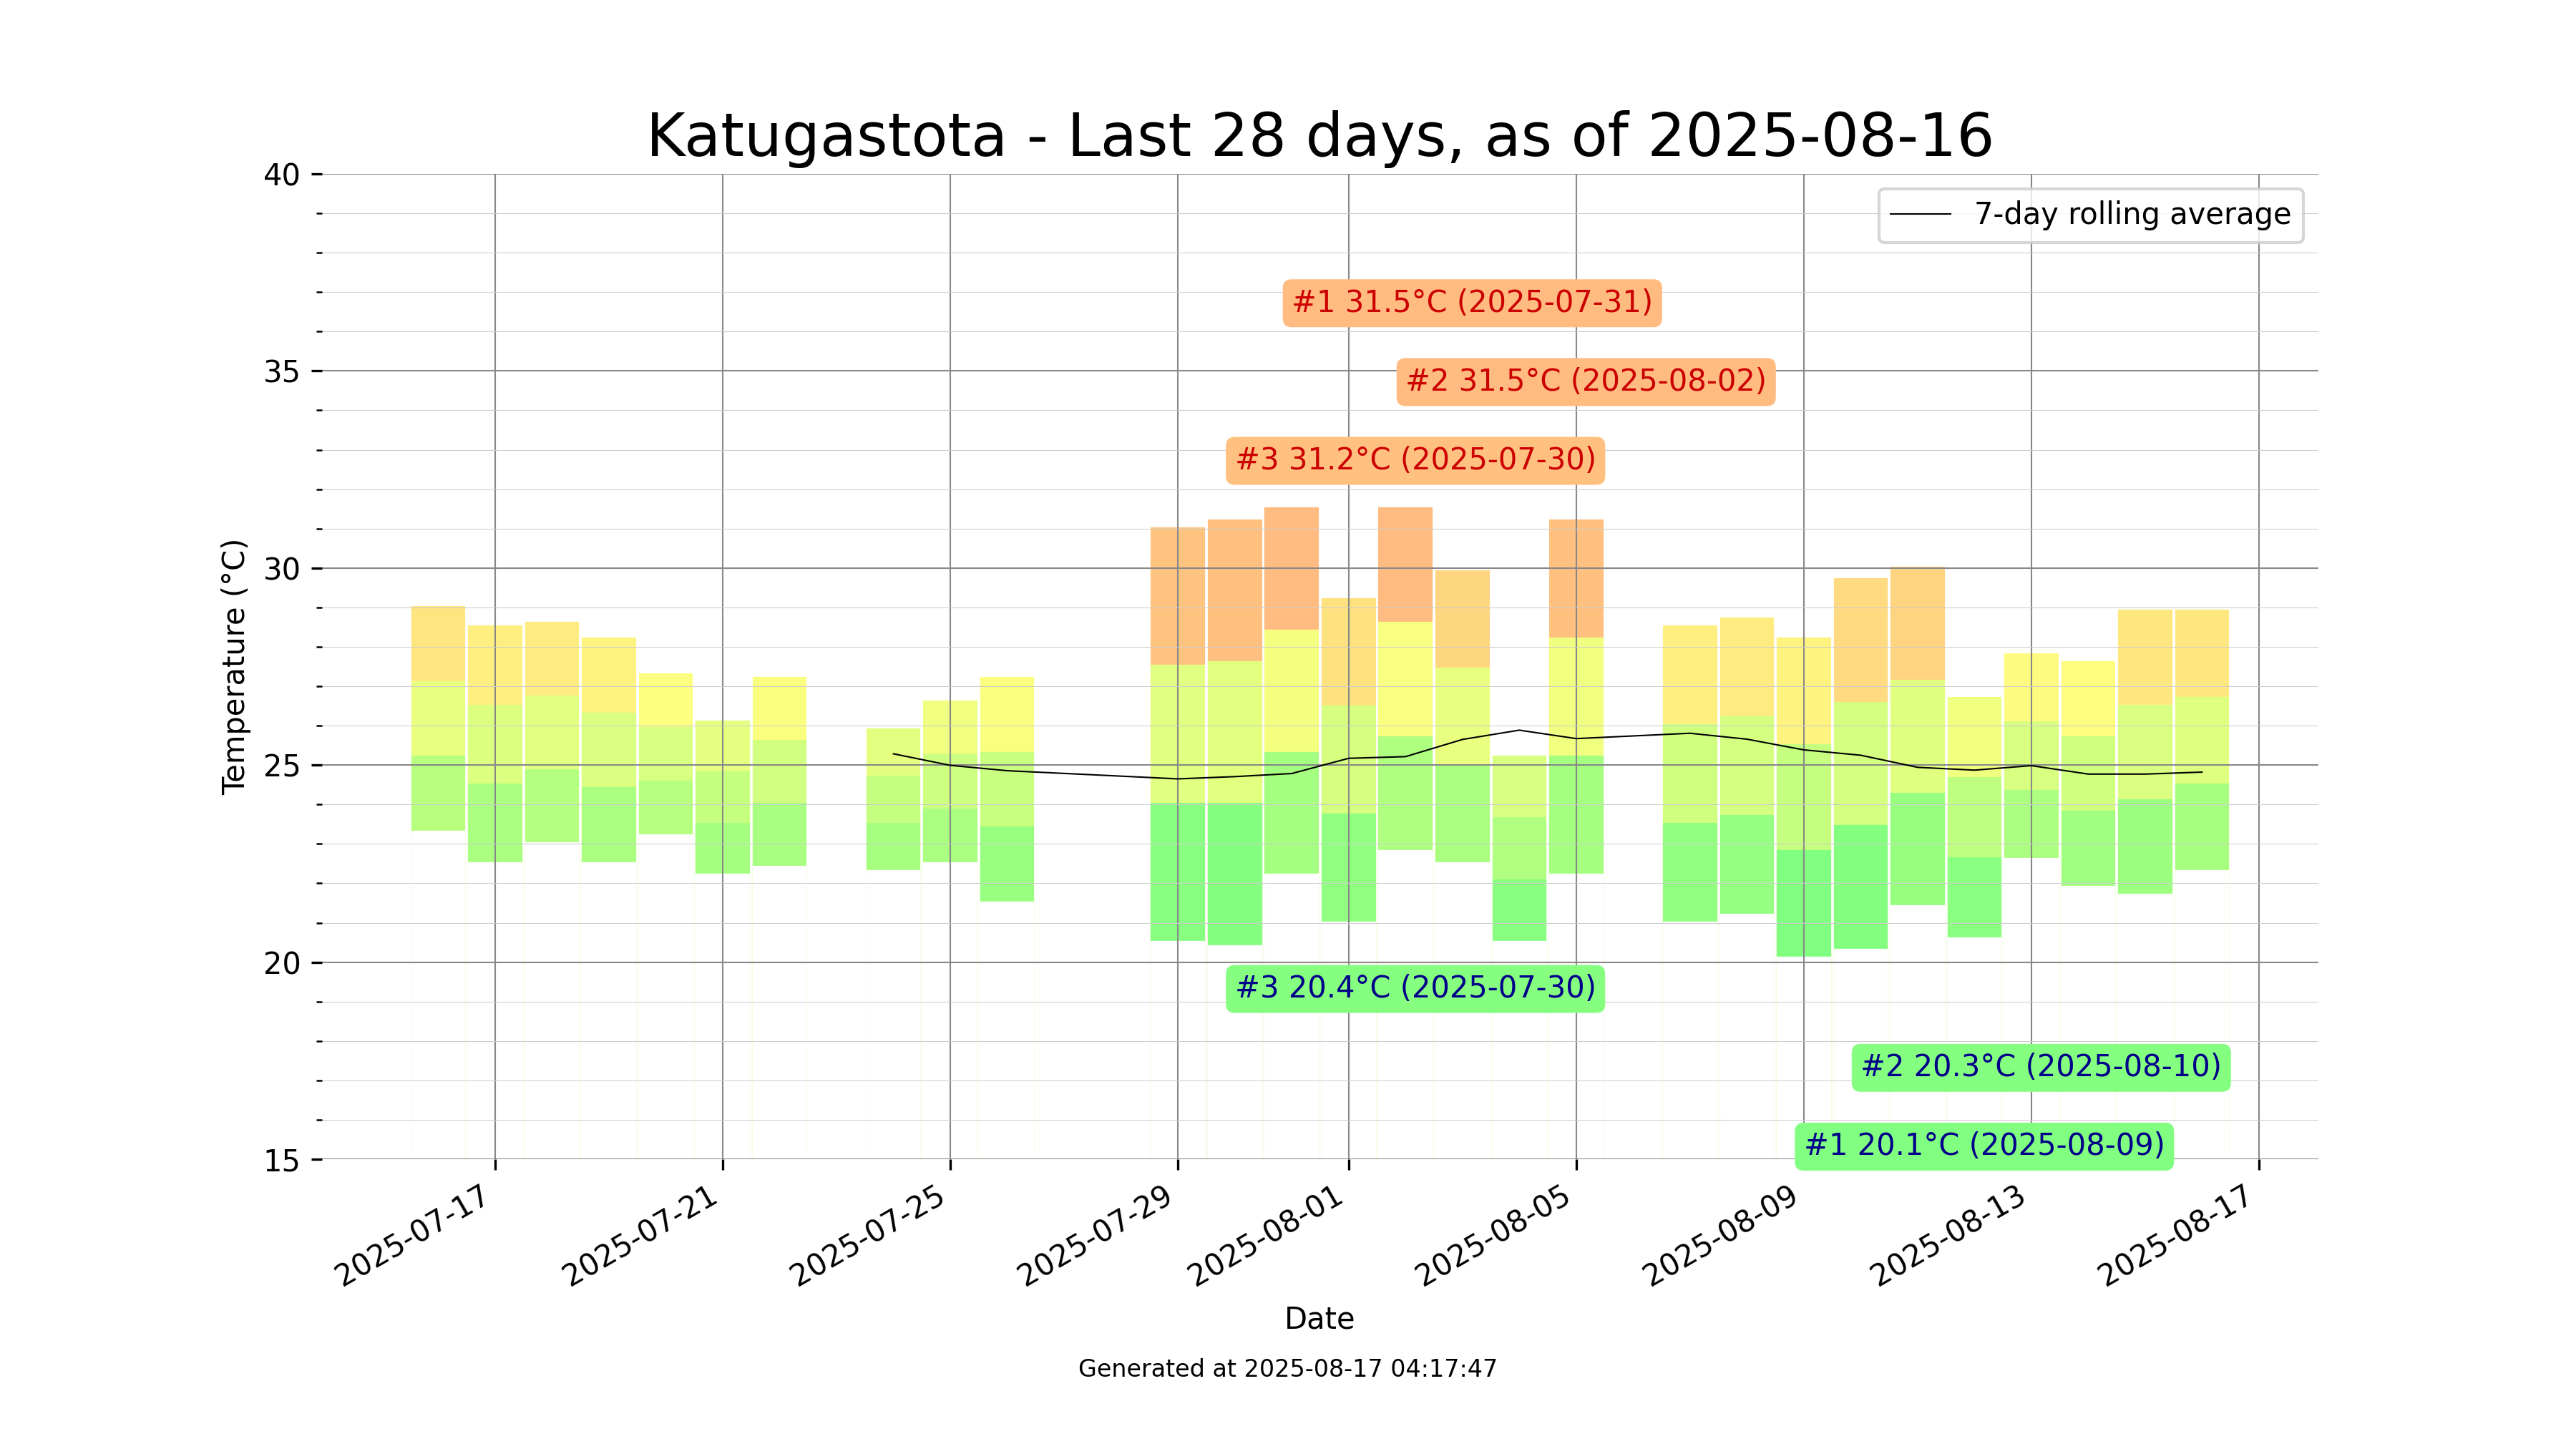 Katugastota - Last 28 days, as of 2025-08-16
40
7-day rolling average
#1 31.5°C (2025-07-31)
35
#2 31.5°C (2025-08-02)
#3 31.2°C (2025-07-30)
30
Temperature (°C)
25
20
#3 20.4°C (2025-07-30)
#2 20.3°C (2025-08-10)
#1 20.1°C (2025-08-09)
15
2025-07-17
2025-07-21
2025-07-25
2025-07-29
2025-08-01
2025-08-05
2025-08-09
2025-08-13
2025-08-17
Date
Generated at 2025-08-17 04:17:47